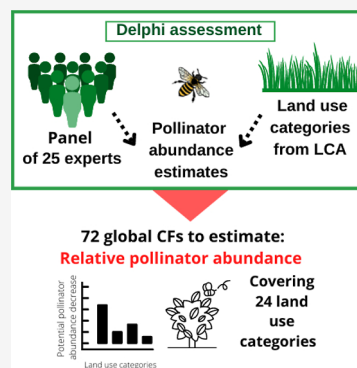 Delphi assessment
Panel
of 25 experts
Pollinator
abundance
estimates
Land use
categories
from LCA
72 global CFs to estimate:
Relative pollinator abundance
Potential pollinator
abundance decrease
Land use categories
Covering
24 land
use
categories